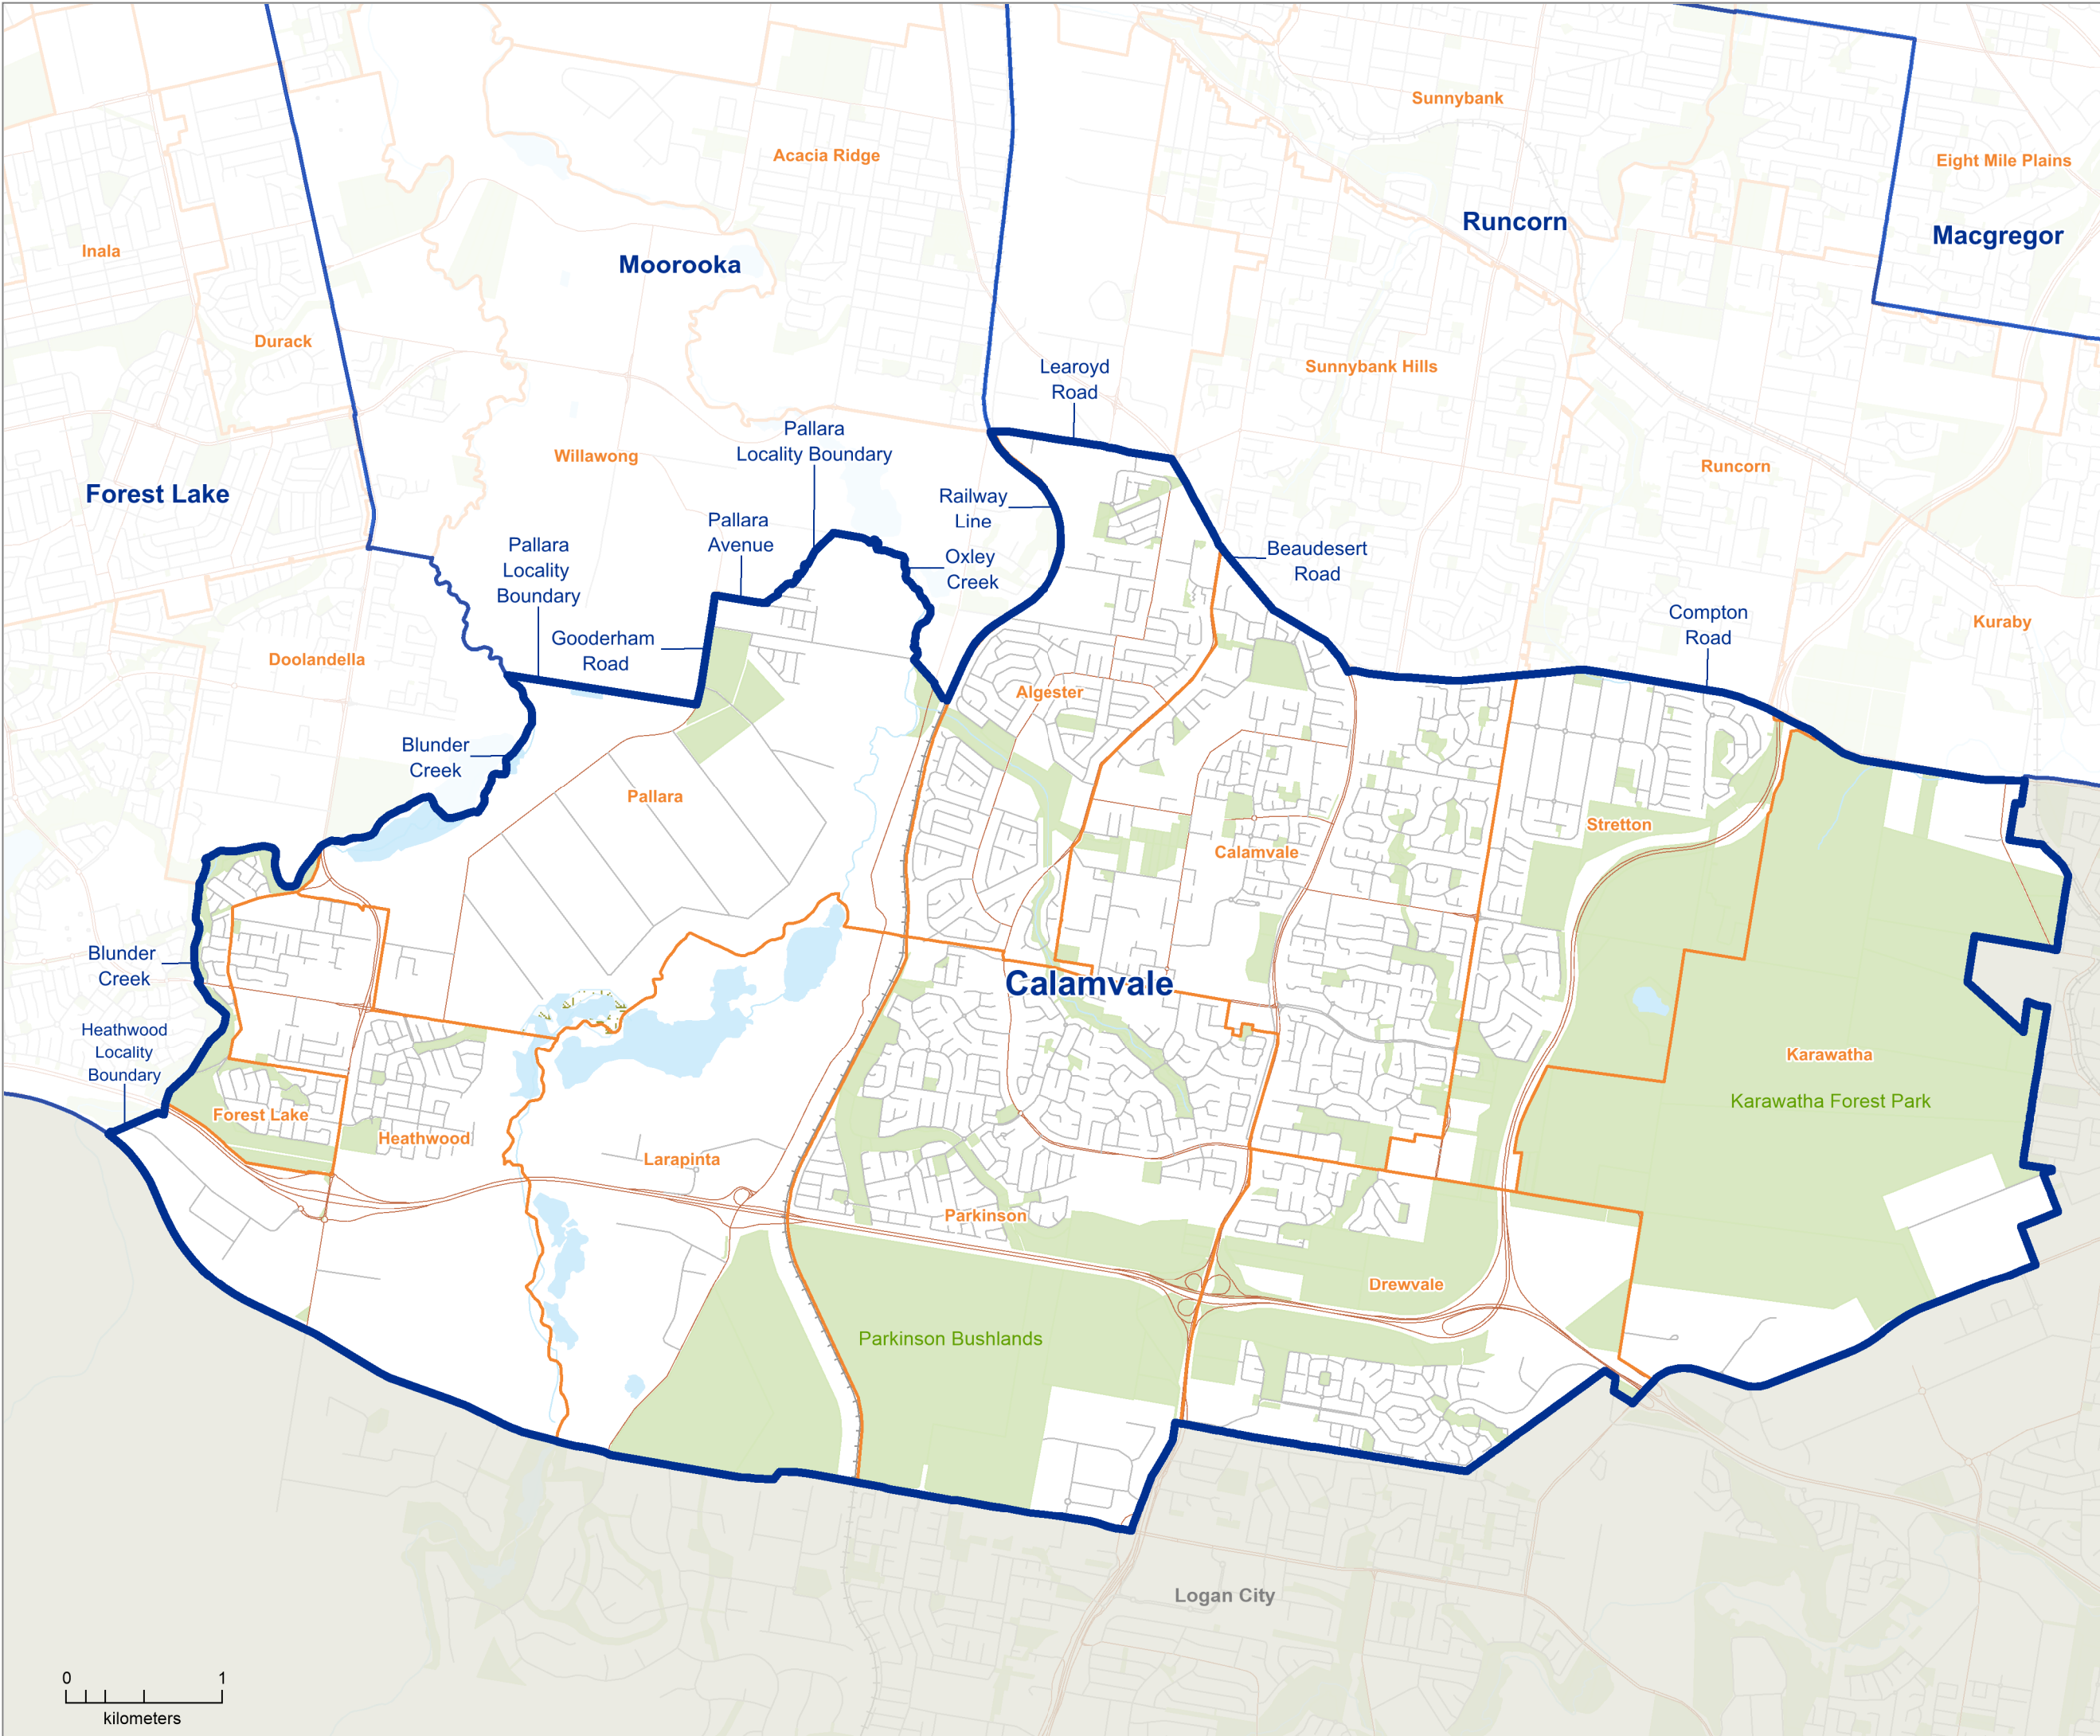 Sunnybank
Acacia Ridge
Eight Mile Plains
Runcorn
Macgregor
Inala
Moorooka
Durack
Learoyd
Road
Sunnybank Hills
Pallara
Locality Boundary
Willawong
Runcorn
Forest Lake
Railway
Line
Pallara
Avenue
Pallara
Locality
Boundary
Oxley
Creek
Beaudesert
Road
Compton
Road
Kuraby
Gooderham
Road
Doolandella
Algester
Blunder
Creek
Pallara
Stretton
Calamvale
Blunder
Creek
Calamvale
Heathwood
Locality
Boundary
Karawatha
Karawatha Forest Park
Forest Lake
Heathwood
Larapinta
Parkinson
Drewvale
Parkinson Bushlands
Logan City
0 1
kilometers